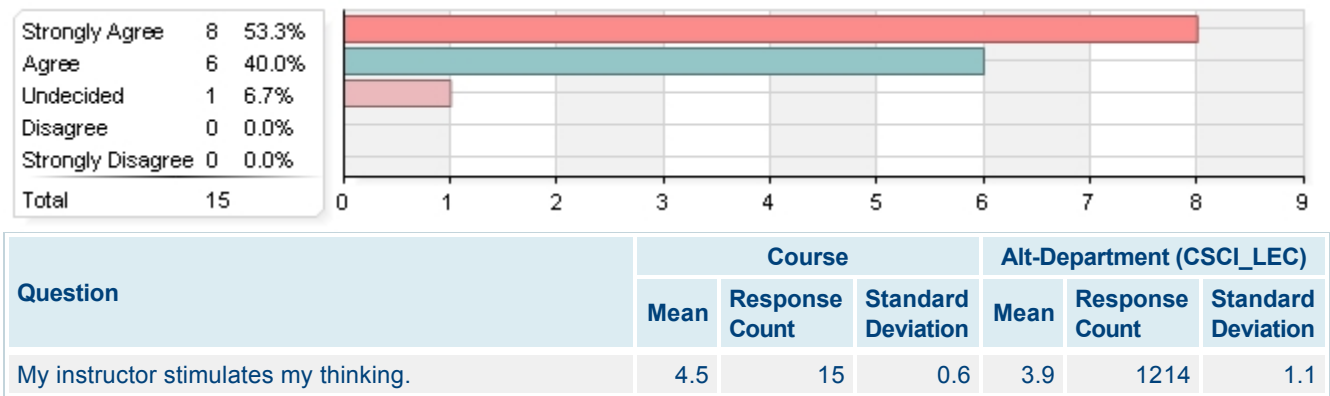 Strongly Agree 8 53.3%
Agree 6 40.0%
Undecided 1 6.7%
Disagree 0 0.0%
Strongly Disagree 0 0.0%
Total 15
0 1 2 3 4 5 6 7 8 9
Question
Course
Alt-Department (CSCI_LEC)
Mean
Response
Count
Standard
Deviation
Mean
Response
Count
Standard
Deviation
My instructor stimulates my thinking. 4.5 15 0.6 3.9 1214 1.1